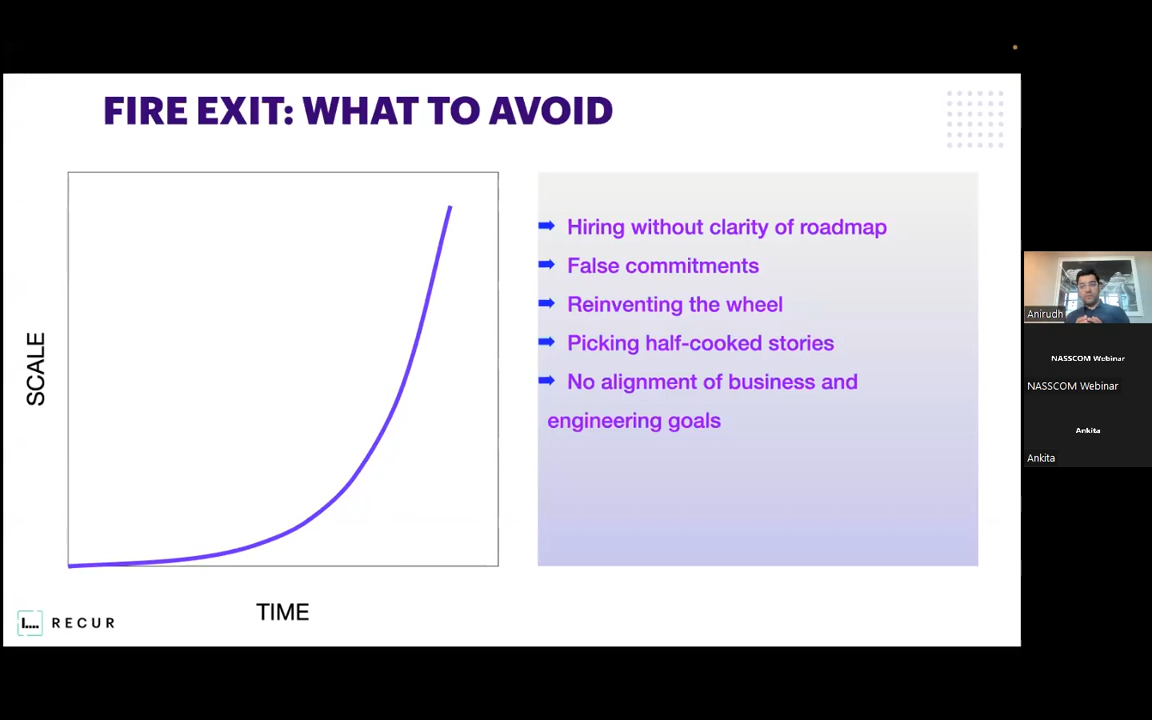 FIRE EXIT: WHAT TO AVOID
SCALE
TIME
➡ Hiring without clarity of roadmap
➡ False commitments
➡ Reinventing the wheel
➡ Picking half-cooked stories
➡ No alignment of business and
engineering goals
RECUR
Anirudh
NASSCOM Webinar
NASSCOM Webinar
Ankita
Ankita